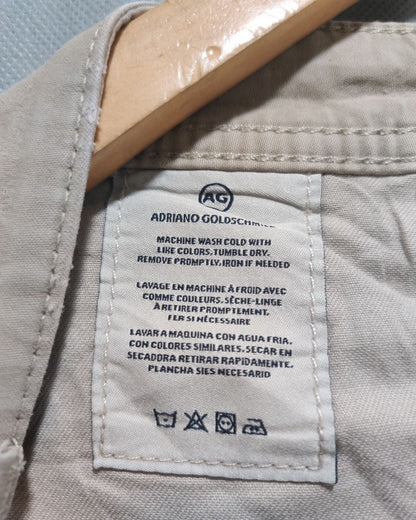 AG
ADRIANO GOLDSCHMIED
MACHINE WASH COLD WITH
LIKE COLORS. TUMBLE DRY.
REMOVE PROMPTLY. IRON IF NEEDED
LAVAGE EN MACHINE À FROID AVEC
COMME COULEURS. SÈCHE-LINGE
À RETIRER PROMPTEMENT.
FER SI NÉCESSAIRE
LAVAR A MAQUINA CON AGUA FRIA.
CON COLORES SIMILARES. SECAR EN
SECADORA RETIRAR RAPIDAMENTE.
PLANCHA SIES NECESARID